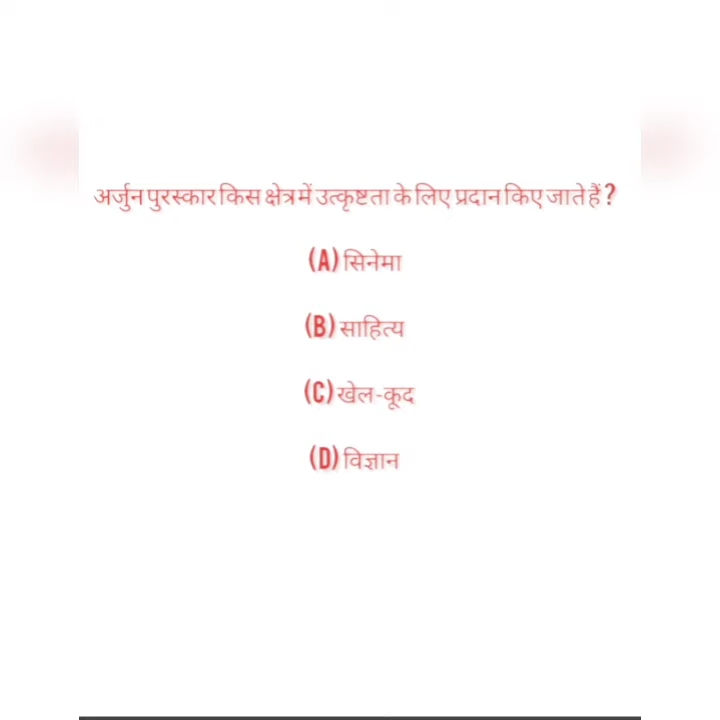 अर्जुन पुरस्कार किस क्षेत्र में उत्कृष्टता के लिए प्रदान किए जाते हैं ?
(A) सिनेमा
(B) साहित्य
(C) खेल-कूद
(D) विज्ञान